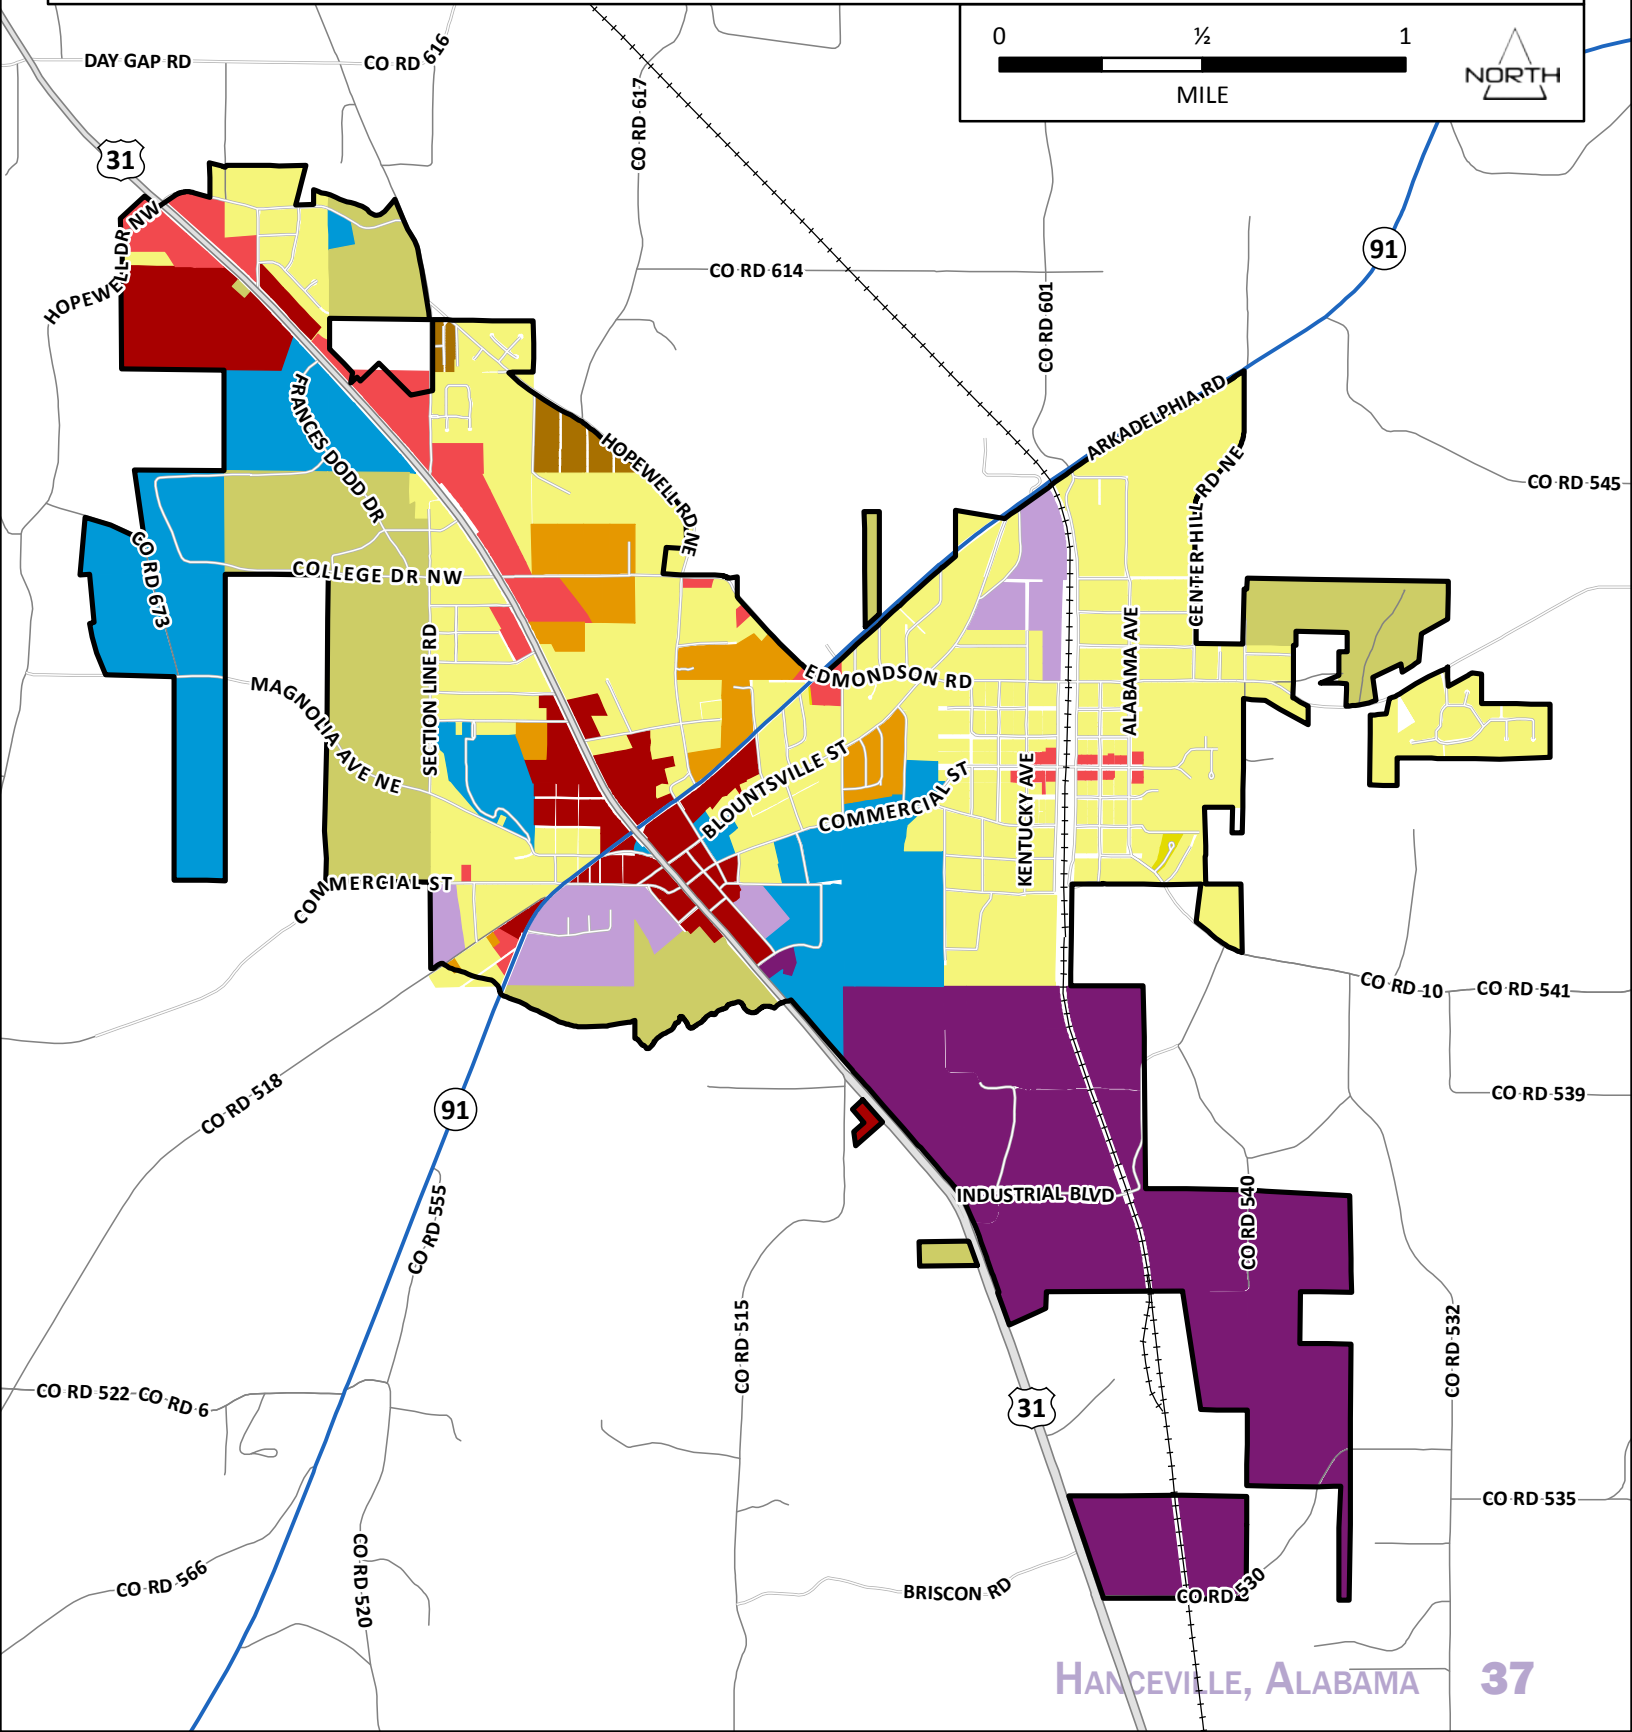 0 ½ 1
MILE
NORTH
DAY GAP RD
CO RD 616
CO RD 617
31
HOPEWELL DR NW
91
CO RD 614
CO RD 601
ARKADELPHIA RD
FRANCES DODD DR
HOPEWELL RD NE
CENTER HILL RD NE
CO RD 545
CO RD 673
COLLEGE DR NW
SECTION LINE RD
ALABAMA AVE
EDMONDSON RD
MAGNOLIA AVE NE
BLOUNTSVILLE ST
COMMERCIAL ST
KENTUCKY AVE
COMMERCIAL ST
CO RD 10
CO RD 541
CO RD 518
91
CO RD 539
CO RD 555
INDUSTRIAL BLVD
CO RD 540
CO RD 515
CO RD 532
CO RD 522
CO RD 6
31
CO RD 535
CO RD 566
CO RD 520
BRISCON RD
CO RD 530
HANCEVILLE, ALABAMA 37